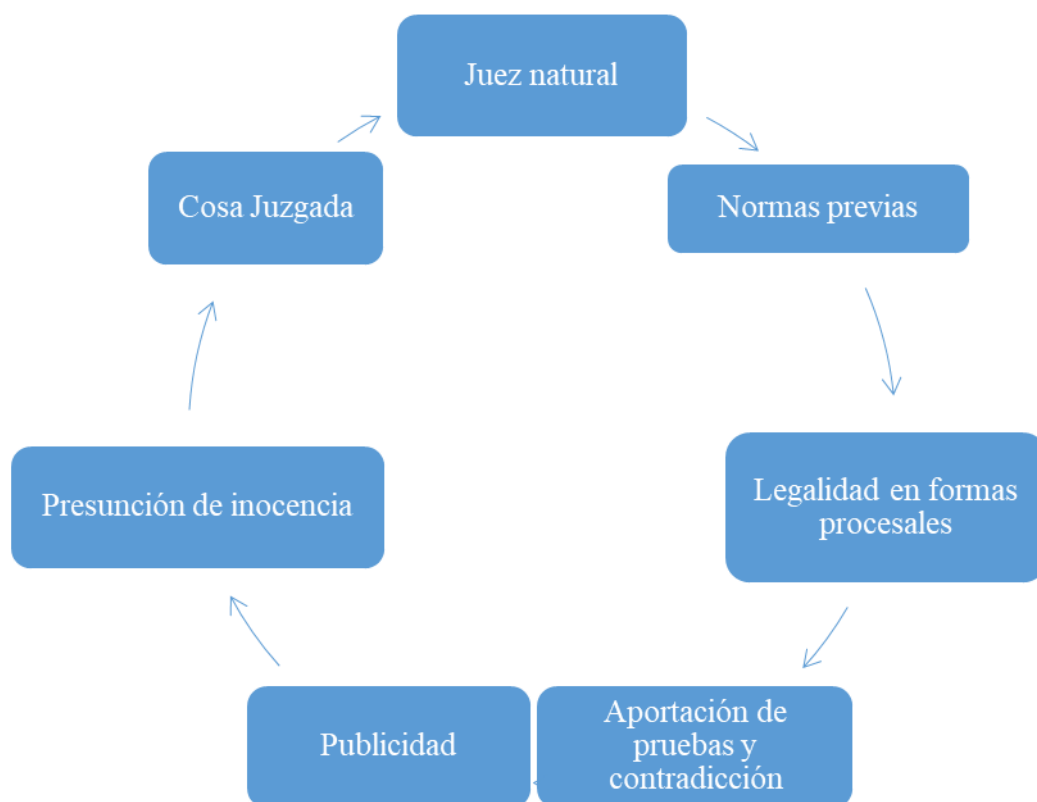 Juez natural
Normas previas
Legalidad en formas
procesales
Aportación de
pruebas y
contradicción
Publicidad
Presunción de inocencia
Cosa Juzgada